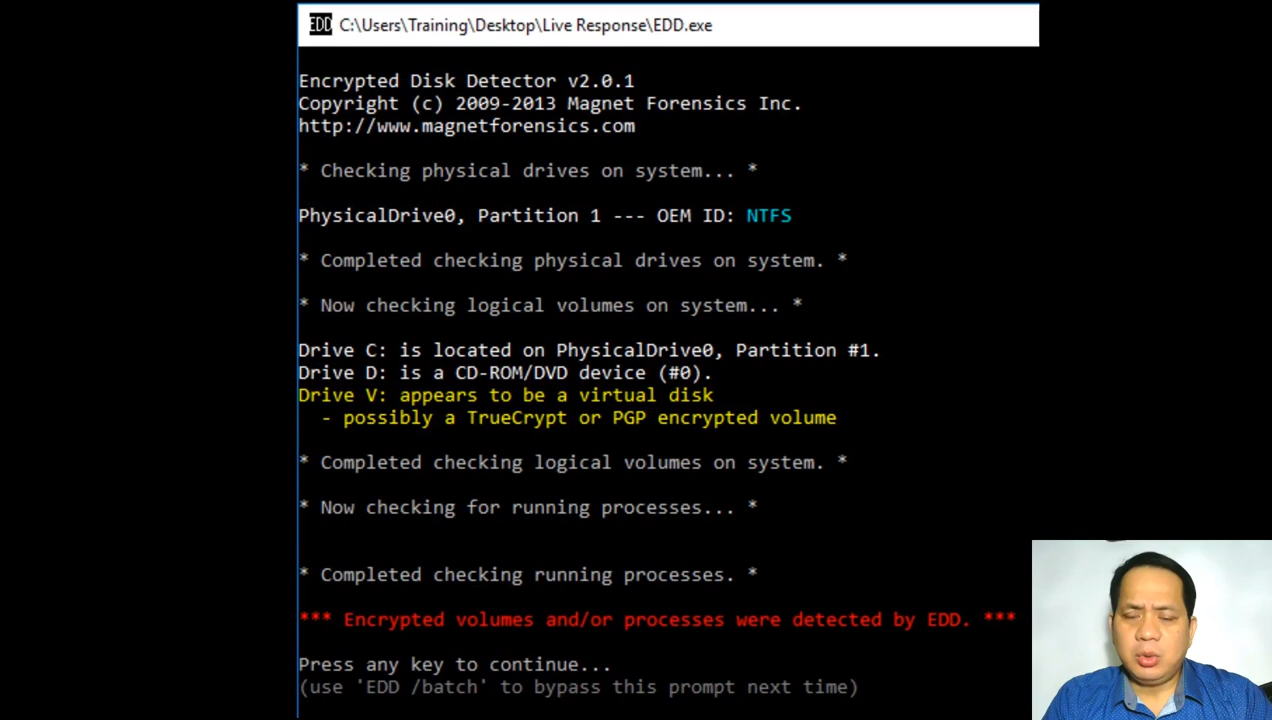 EDD C:\Users\Training\Desktop\Live Response\EDD.exe
Encrypted Disk Detector v2.0.1
Copyright (c) 2009-2013 Magnet Forensics Inc.
http://www.magnetforensics.com
* Checking physical drives on system... *
PhysicalDrive0, Partition 1 --- OEM ID: NTFS
* Completed checking physical drives on system. *
* Now checking logical volumes on system... *
Drive C: is located on PhysicalDrive0, Partition #1.
Drive D: is a CD-ROM/DVD device (#0).
Drive V: appears to be a virtual disk
- possibly a TrueCrypt or PGP encrypted volume
* Completed checking logical volumes on system. *
* Now checking for running processes... *
* Completed checking running processes. *
*** Encrypted volumes and/or processes were detected by EDD. ***
Press any key to continue...
(use 'EDD /batch' to bypass this prompt next time)